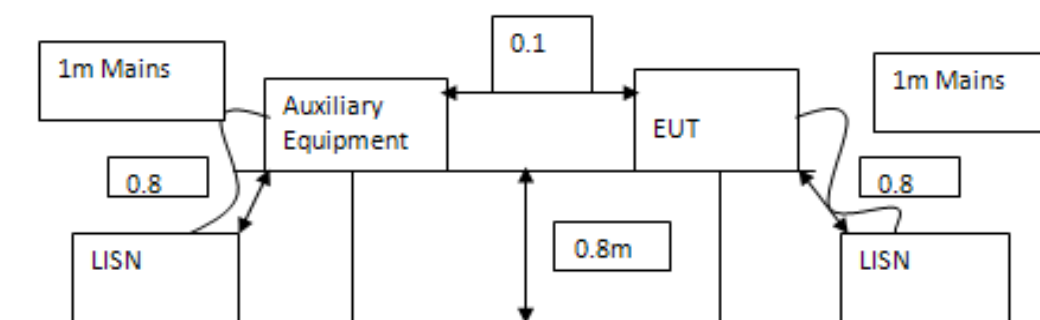 0.1
1m Mains
1m Mains
Auxiliary
Equipment
EUT
0.8
0.8
0.8m
LISN
LISN